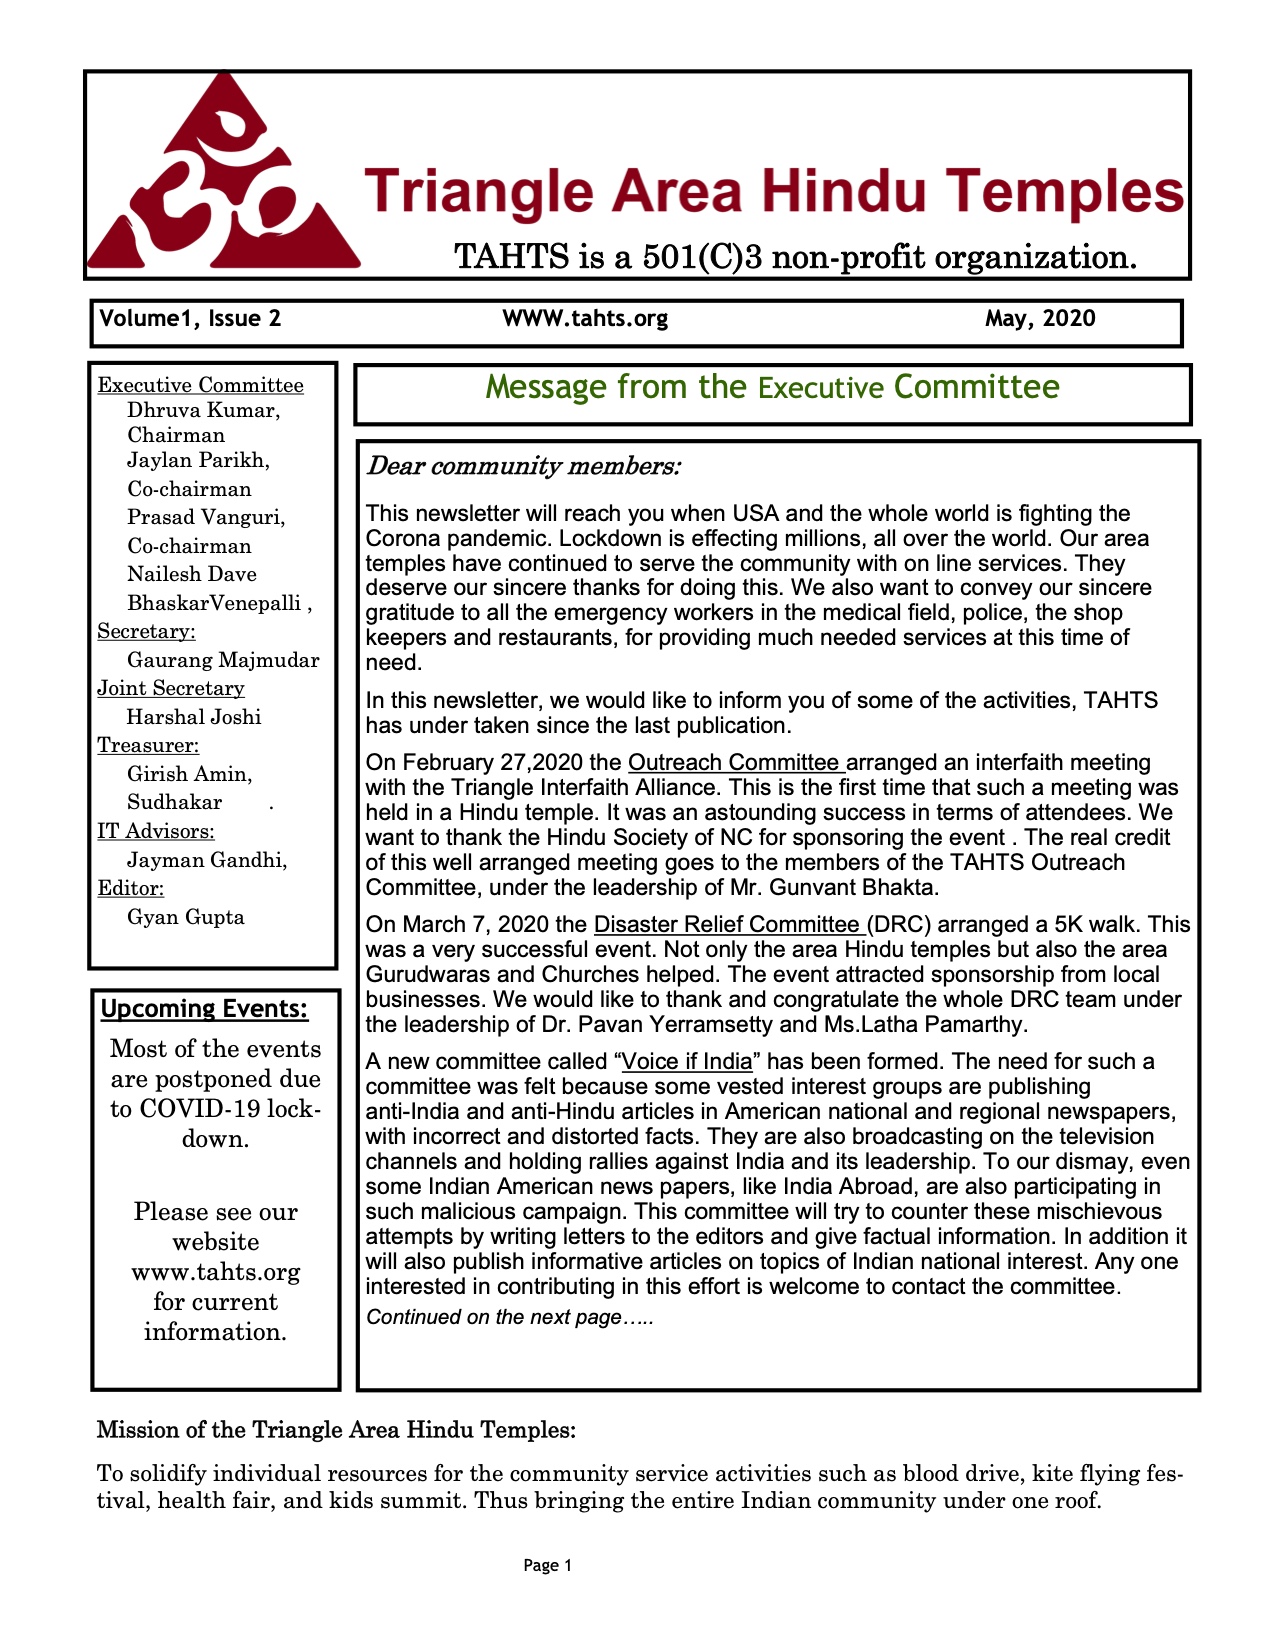 Triangle Area Hindu Temples
TAHTS is a 501(C)3 non-profit organization.
Volume1, Issue 2 WWW.tahts.org May, 2020
Executive Committee
Dhruva Kumar,
Chairman
Jaylan Parikh,
Co-chairman
Prasad Vanguri,
Co-chairman
Nailesh Dave
BhaskarVenepalli ,
Secretary:
Gaurang Majmudar
Joint Secretary
Harshal Joshi
Treasurer:
Girish Amin,
Sudhakar .
IT Advisors:
Jayman Gandhi,
Editor:
Gyan Gupta
Upcoming Events:
Most of the events
are postponed due
to COVID-19 lock-
down.
Please see our
website
www.tahts.org
for current
information.
Message from the Executive Committee
Dear community members:
This newsletter will reach you when USA and the whole world is fighting the
Corona pandemic. Lockdown is effecting millions, all over the world. Our area
temples have continued to serve the community with on line services. They
deserve our sincere thanks for doing this. We also want to convey our sincere
gratitude to all the emergency workers in the medical field, police, the shop
keepers and restaurants, for providing much needed services at this time of
need.
In this newsletter, we would like to inform you of some of the activities, TAHTS
has under taken since the last publication.
On February 27,2020 the Outreach Committee arranged an interfaith meeting
with the Triangle Interfaith Alliance. This is the first time that such a meeting was
held in a Hindu temple. It was an astounding success in terms of attendees. We
want to thank the Hindu Society of NC for sponsoring the event . The real credit
of this well arranged meeting goes to the members of the TAHTS Outreach
Committee, under the leadership of Mr. Gunvant Bhakta.
On March 7, 2020 the Disaster Relief Committee (DRC) arranged a 5K walk. This
was a very successful event. Not only the area Hindu temples but also the area
Gurudwaras and Churches helped. The event attracted sponsorship from local
businesses. We would like to thank and congratulate the whole DRC team under
the leadership of Dr. Pavan Yerramsetty and Ms.Latha Pamarthy.
A new committee called “Voice if India” has been formed. The need for such a
committee was felt because some vested interest groups are publishing
anti-India and anti-Hindu articles in American national and regional newspapers,
with incorrect and distorted facts. They are also broadcasting on the television
channels and holding rallies against India and its leadership. To our dismay, even
some Indian American news papers, like India Abroad, are also participating in
such malicious campaign. This committee will try to counter these mischievous
attempts by writing letters to the editors and give factual information. In addition it
will also publish informative articles on topics of Indian national interest. Any one
interested in contributing in this effort is welcome to contact the committee.
Continued on the next page…..
Mission of the Triangle Area Hindu Temples:
To solidify individual resources for the community service activities such as blood drive, kite flying fes-
tival, health fair, and kids summit. Thus bringing the entire Indian community under one roof.
Page 1